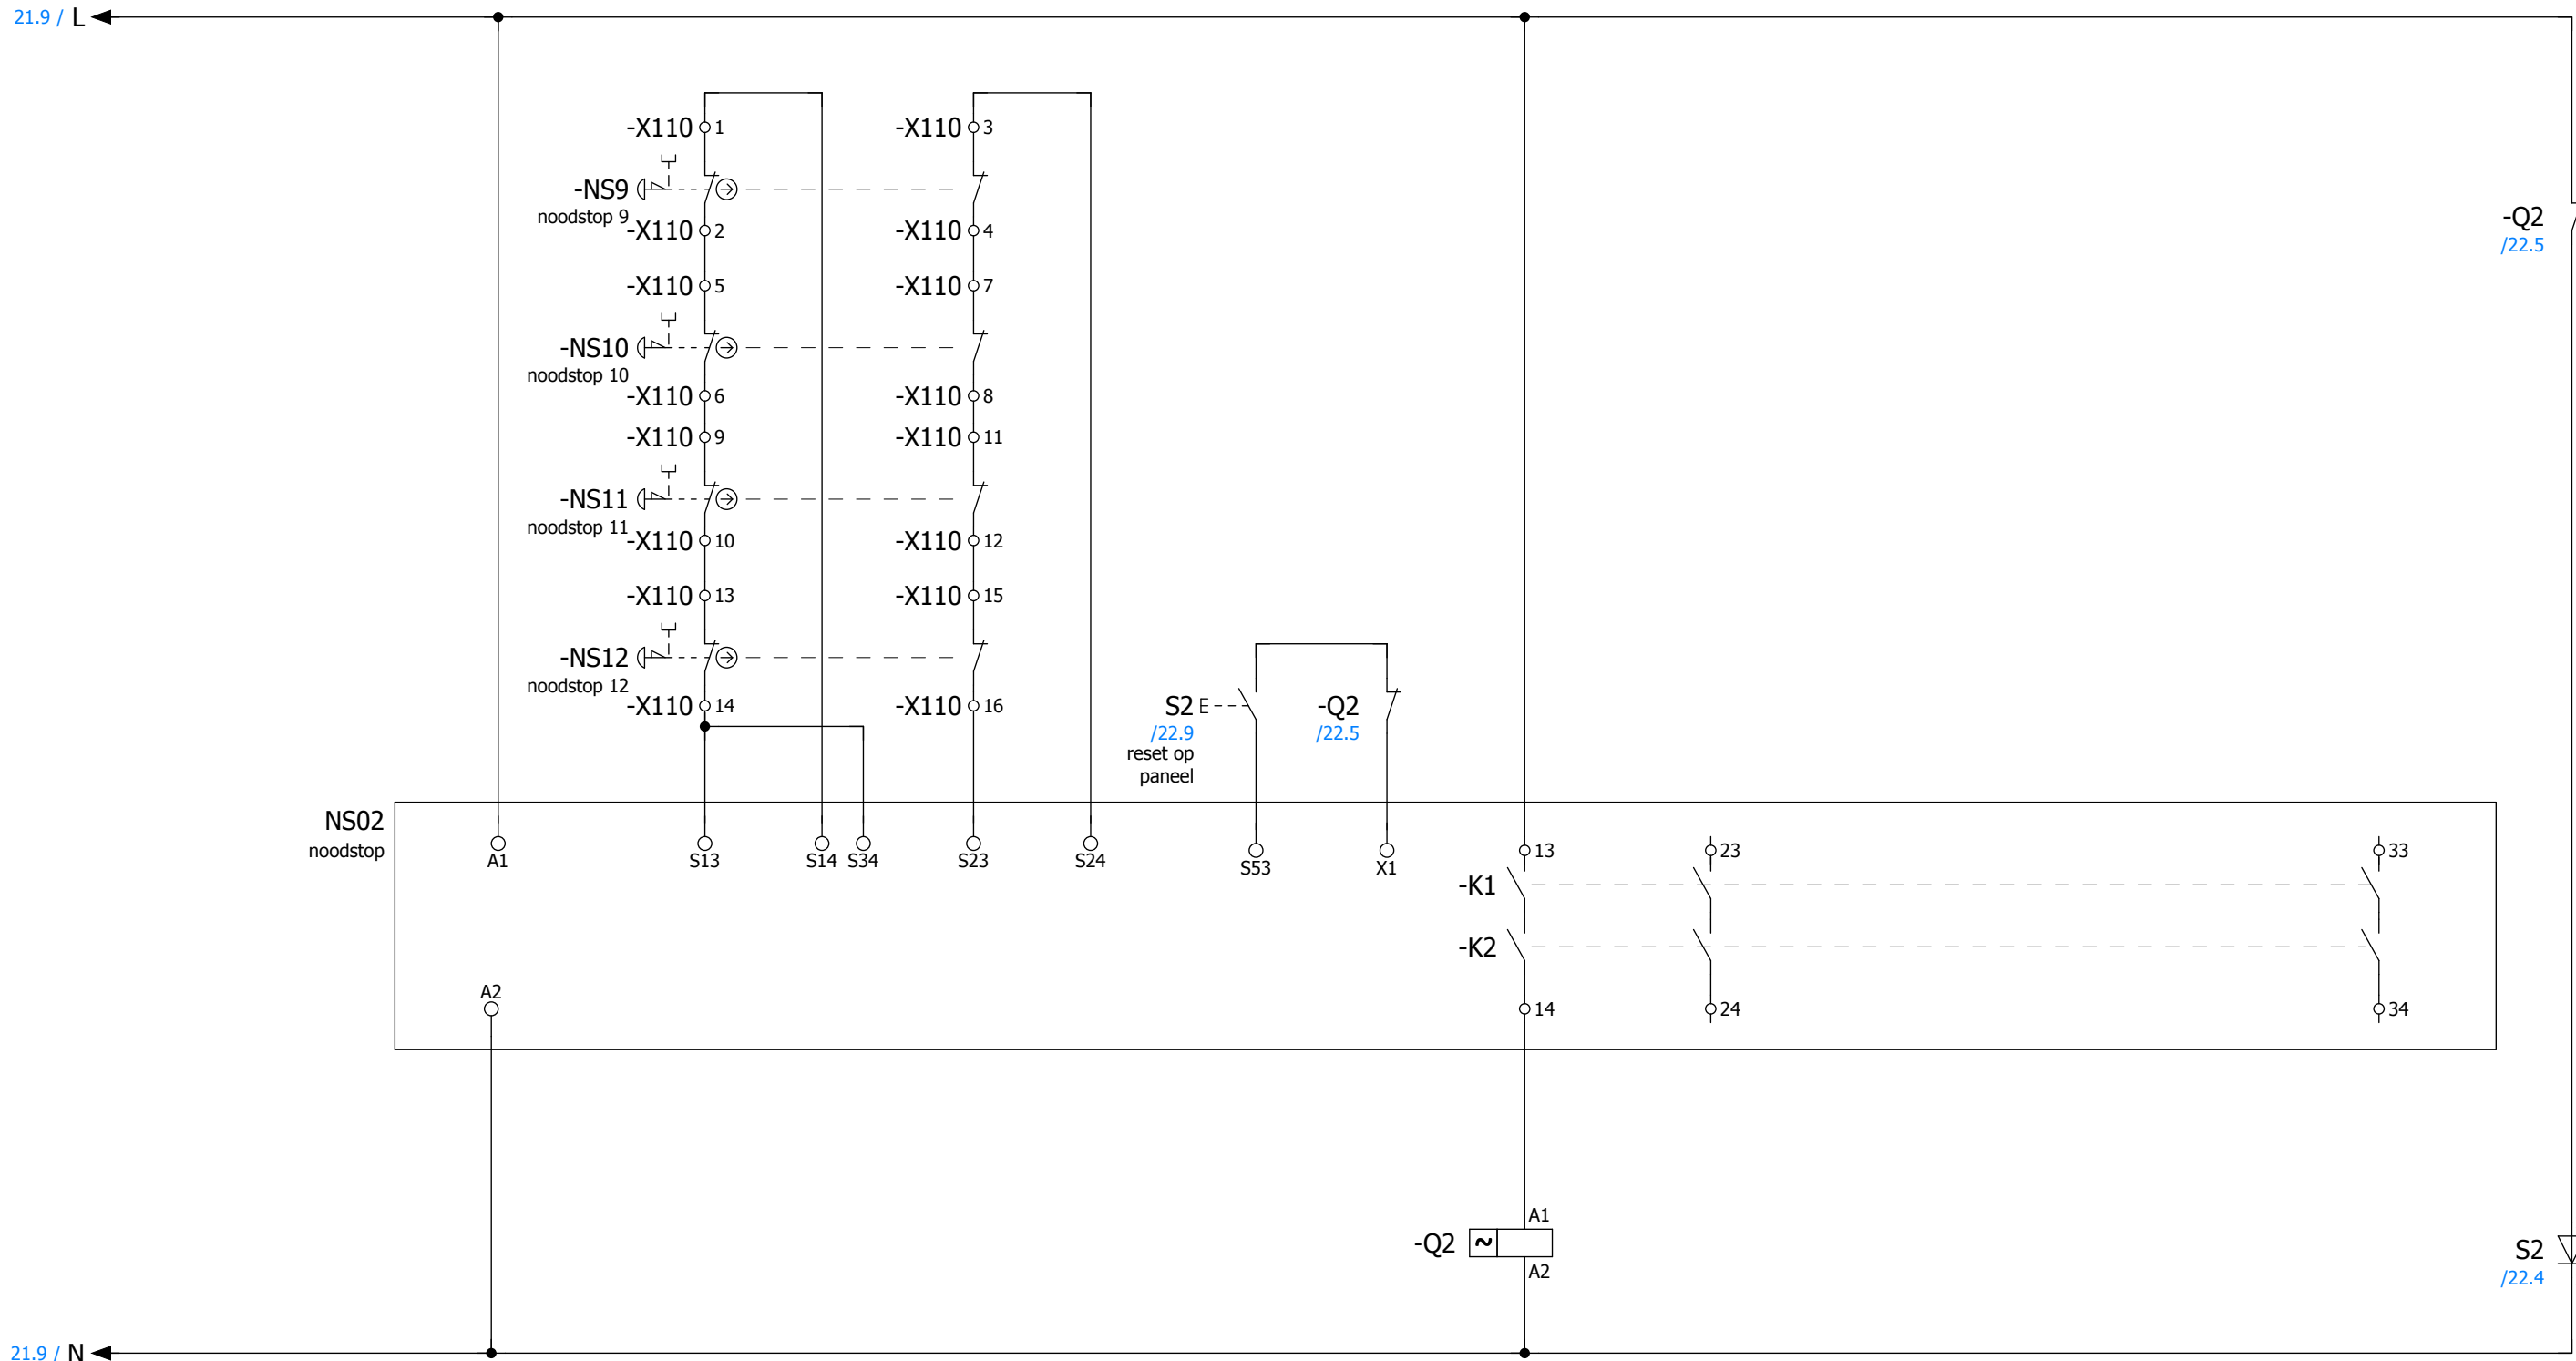 21.9 / L
-X110 1
-X110 3
-NS9
noodstop 9
-X110 2
-X110 4
-Q2
/22.5
-X110 5
-X110 7
-NS10
noodstop 10
-X110 6
-X110 8
-X110 9
-X110 11
-NS11
noodstop 11
-X110 10
-X110 12
-X110 13
-X110 15
-NS12
noodstop 12
-X110 14
-X110 16
S2
/22.9
reset op
paneel
-Q2
/22.5
NS02
noodstop
A1
S13
S14
S34
S23
S24
S53
X1
13
23
33
-K1
-K2
A2
14
24
34
A1
-Q2
~
A2
S2
/22.4
21.9 / N